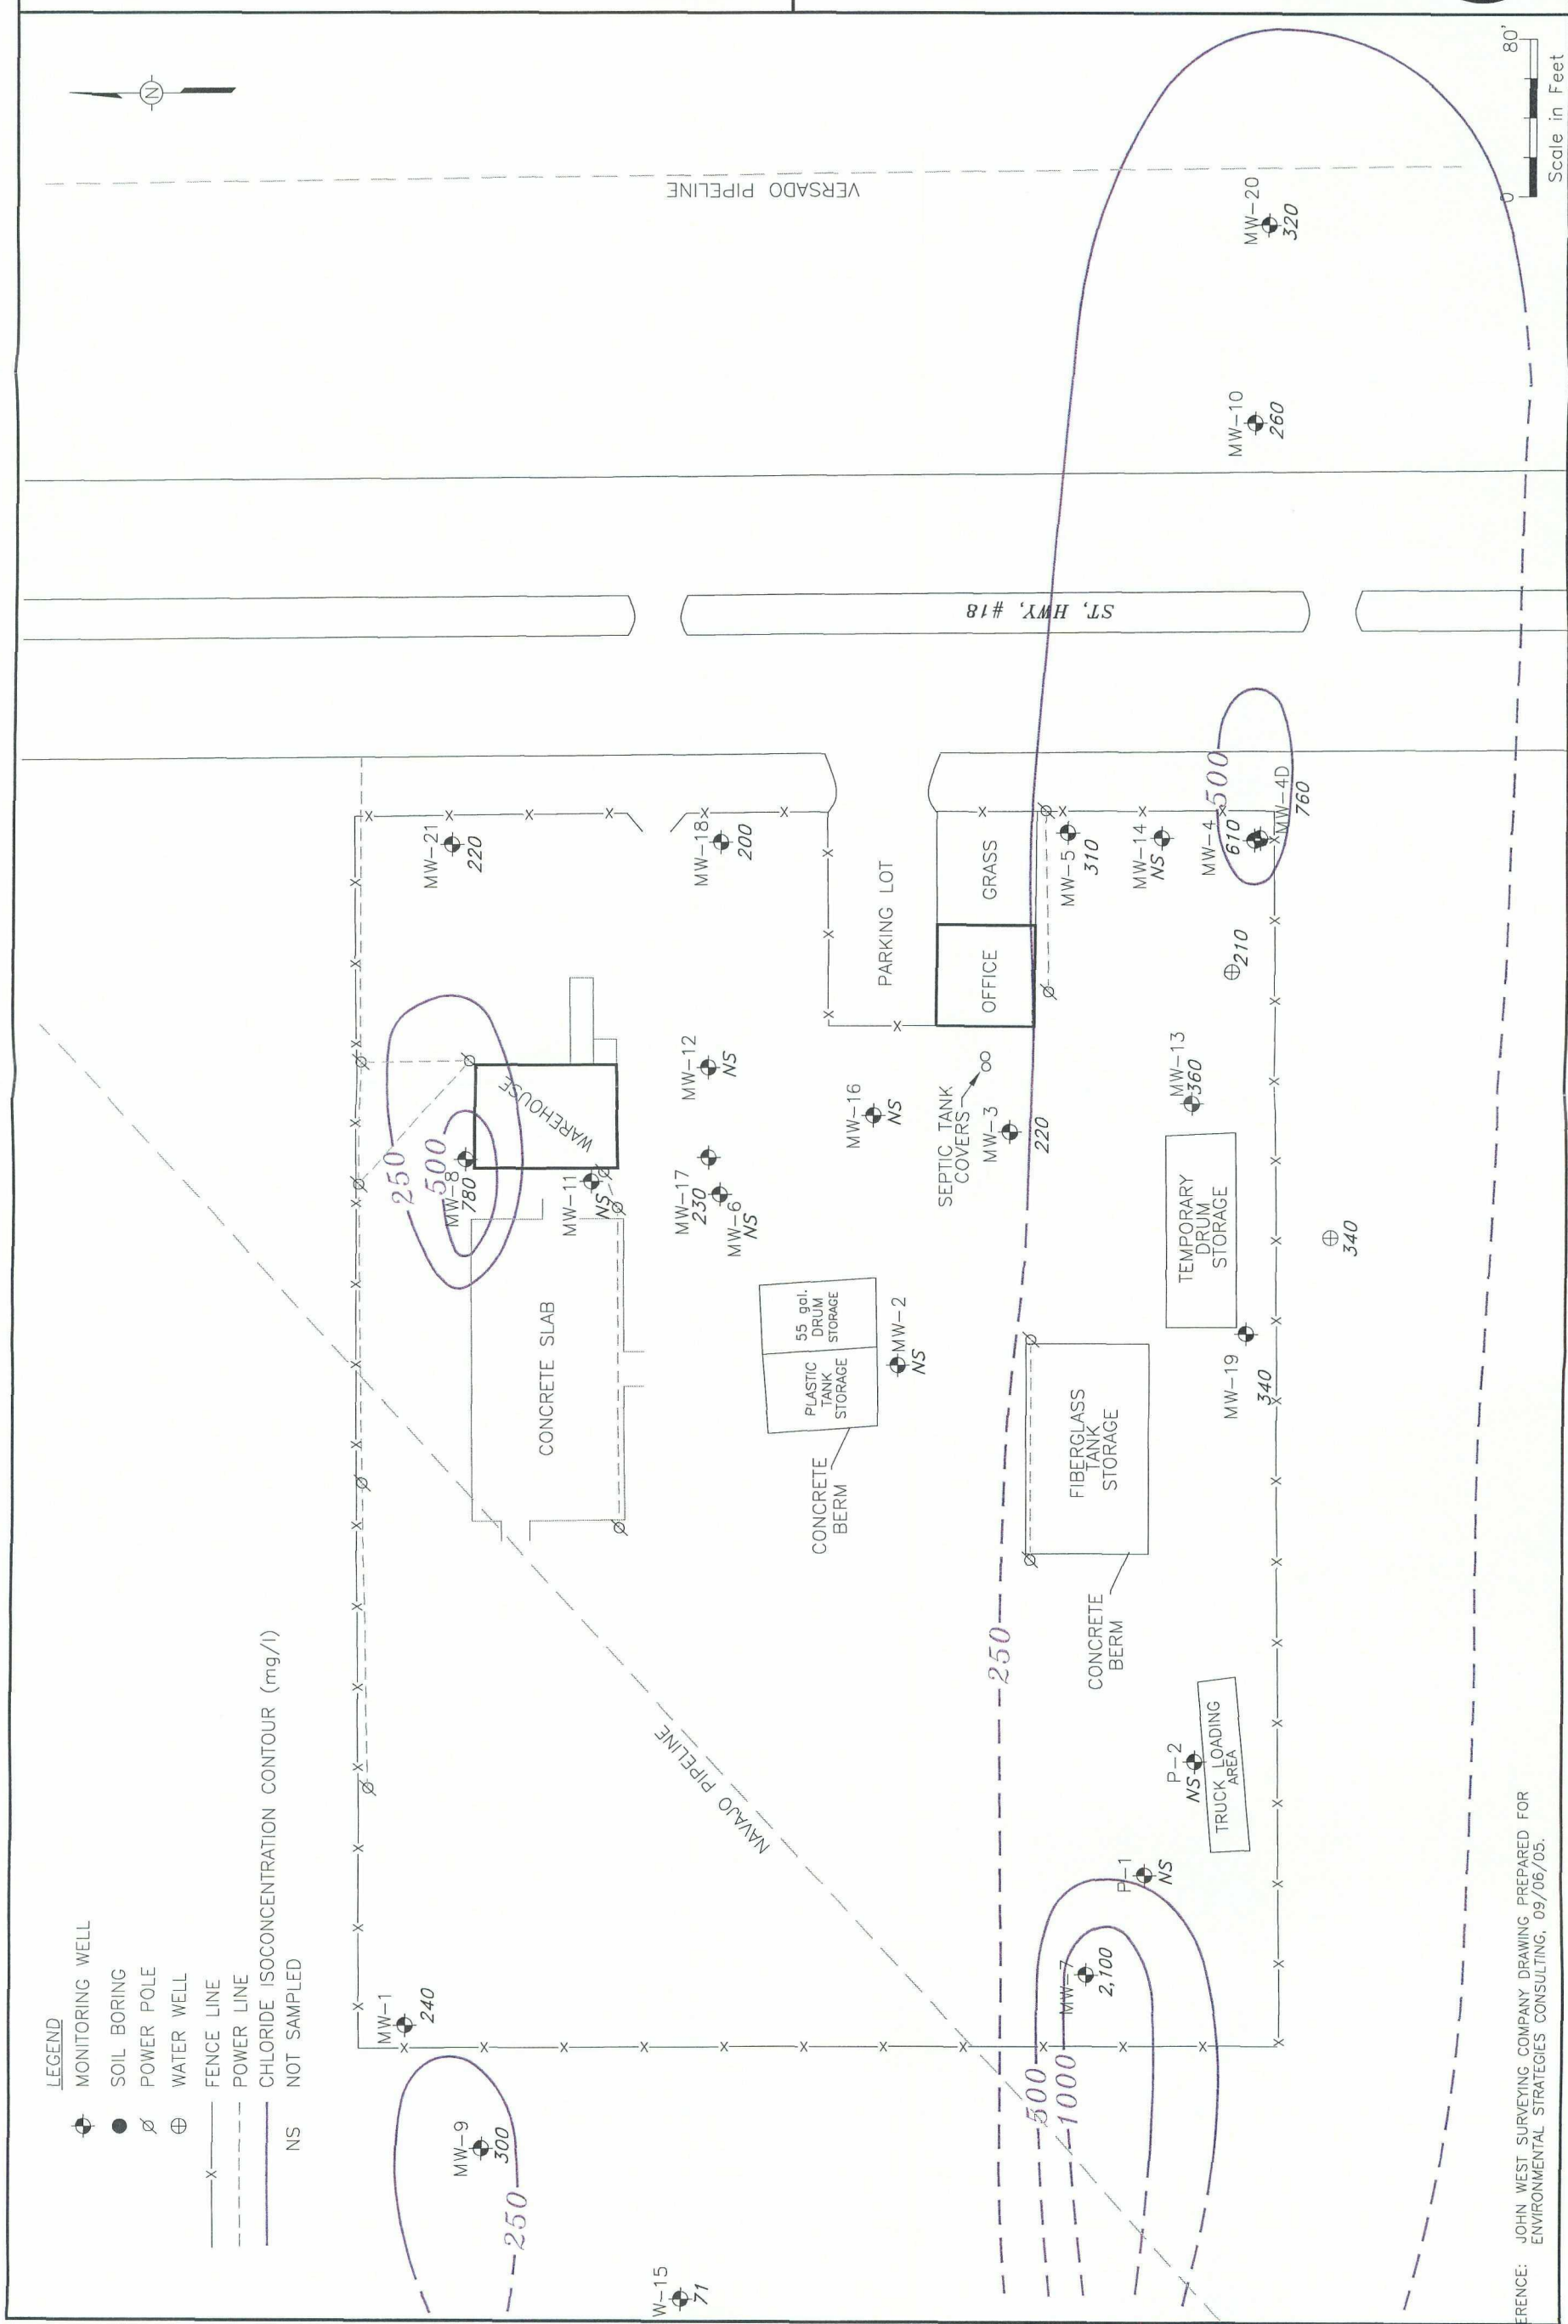 LEGEND
MONITORING WELL
SOIL BORING
POWER POLE
WATER WELL
X
FENCE LINE
POWER LINE
CHLORIDE ISOCONCENTRATION CONTOUR (mg/l)
NS NOT SAMPLED
N
MW-1
240
MW-9
300
250
W-15
71
NAVAJO PIPELINE
CONCRETE SLAB
250
500
MW-8
780
WAREHOUSE
MW-11
NS
MW-21
220
MW-18
200
MW-12
NS
MW-17
230
MW-6
NS
PLASTIC
TANK
STORAGE
55 gal.
DRUM
STORAGE
CONCRETE
BERM
MW-2
NS
MW-16
NS
PARKING LOT
SEPTIC TANK
COVERS
MW-3
220
OFFICE
GRASS
MW-5
310
MW-14
NS
MW-4
610
500
MW-4D
760
210
MW-13
360
TEMPORARY
DRUM
STORAGE
340
MW-19
340
FIBERGLASS
TANK
STORAGE
CONCRETE
BERM
250
P-2
NS
TRUCK LOADING
AREA
P-1
NS
MW-7
2,100
500
1000
ST, HWY, #18
VERSADO PIPELINE
MW-10
260
MW-20
320
0 80'
Scale in Feet
ERENCE: JOHN WEST SURVEYING COMPANY DRAWING PREPARED FOR
ENVIRONMENTAL STRATEGIES CONSULTING, 09/06/05.